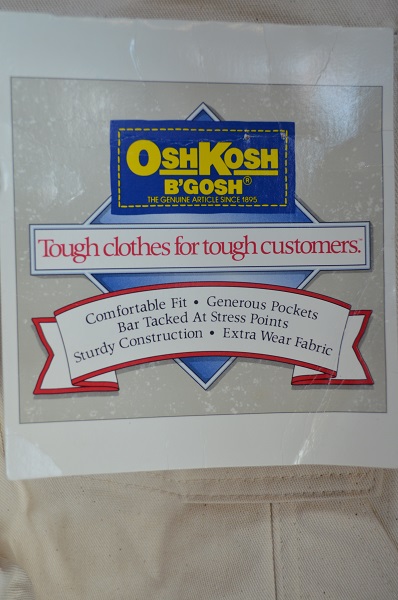 OSHKOSH
B'GOSH®
THE GENUINE ARTICLE SINCE 1895
Tough clothes for tough customers.™
Comfortable Fit • Generous Pockets
Bar Tacked At Stress Points
Sturdy Construction • Extra Wear Fabric